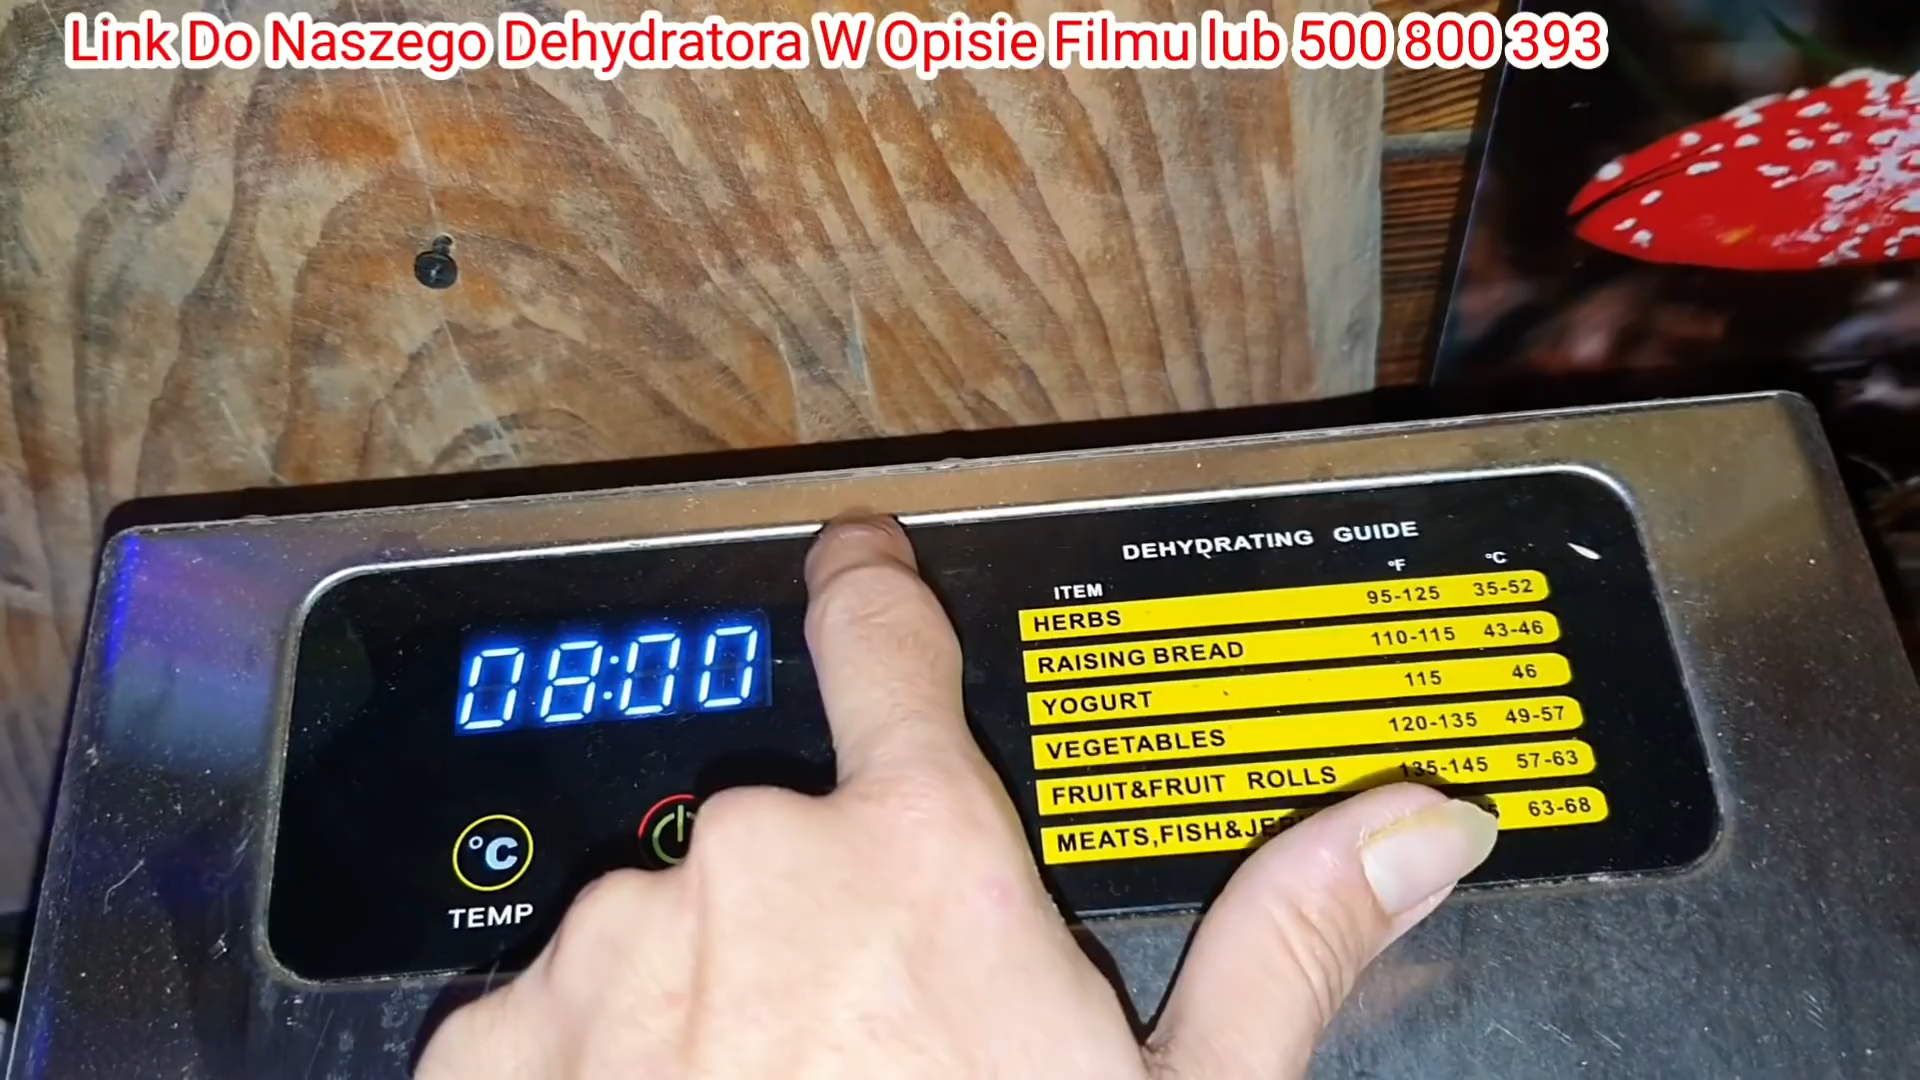 Link Do Naszego Dehydratora W Opisie Filmu lub 500 800 393
DEHYDRATING GUIDE
ITEM °F °C
HERBS 95-125 35-52
RAISING BREAD 110-115 43-46
YOGURT 115 46
VEGETABLES 120-135 49-57
FRUIT&FRUIT ROLLS 135-145 57-63
MEATS,FISH& 63-68
08:00
°C
TEMP